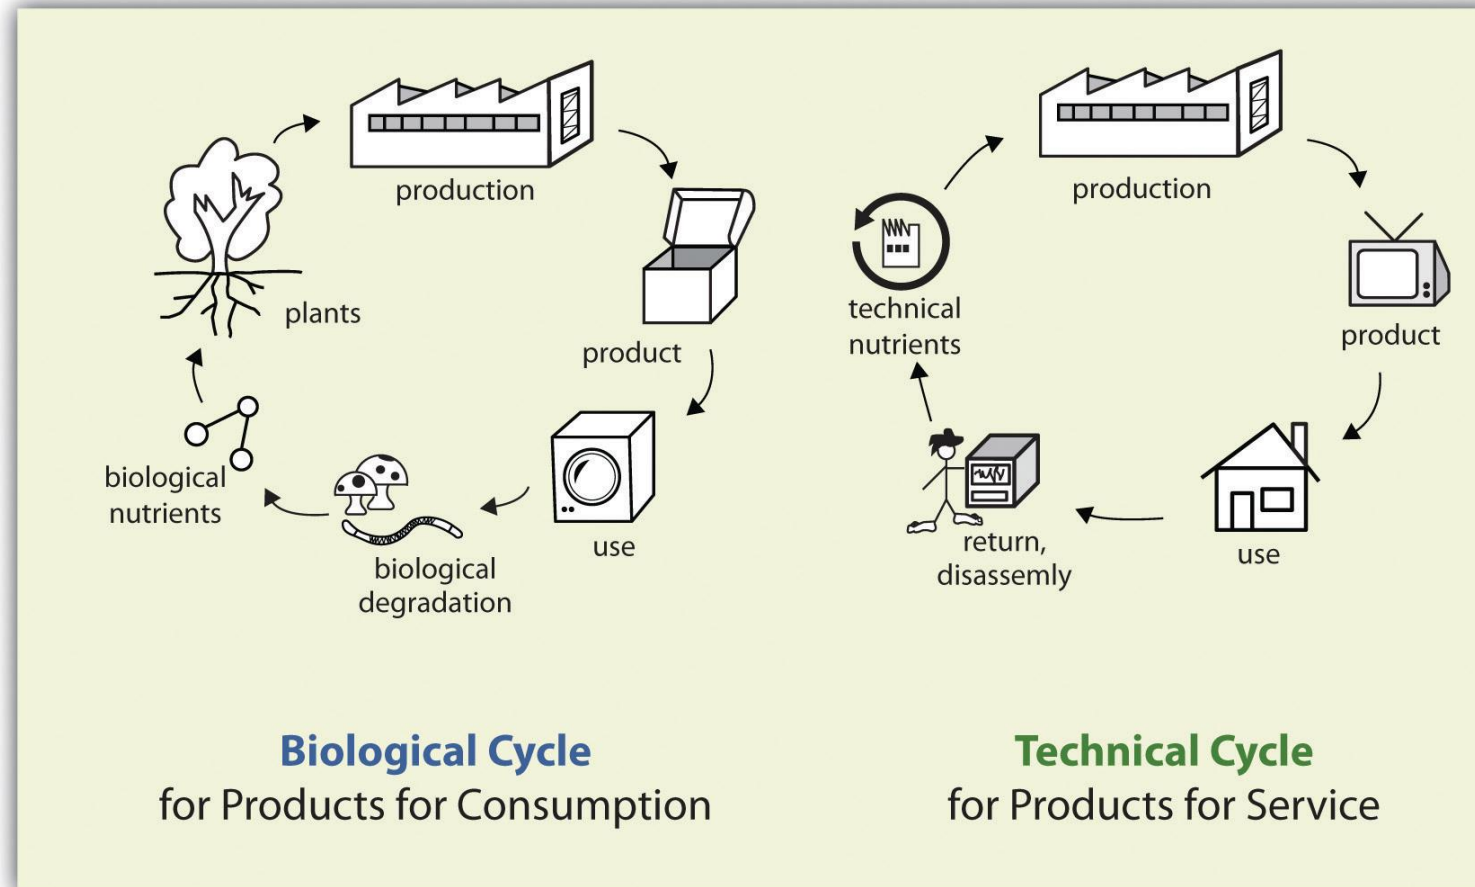 production
plants
product
biological
nutrients
use
biological
degradation
Biological Cycle
for Products for Consumption
production
technical
nutrients
product
return,
disassemly
use
Technical Cycle
for Products for Service